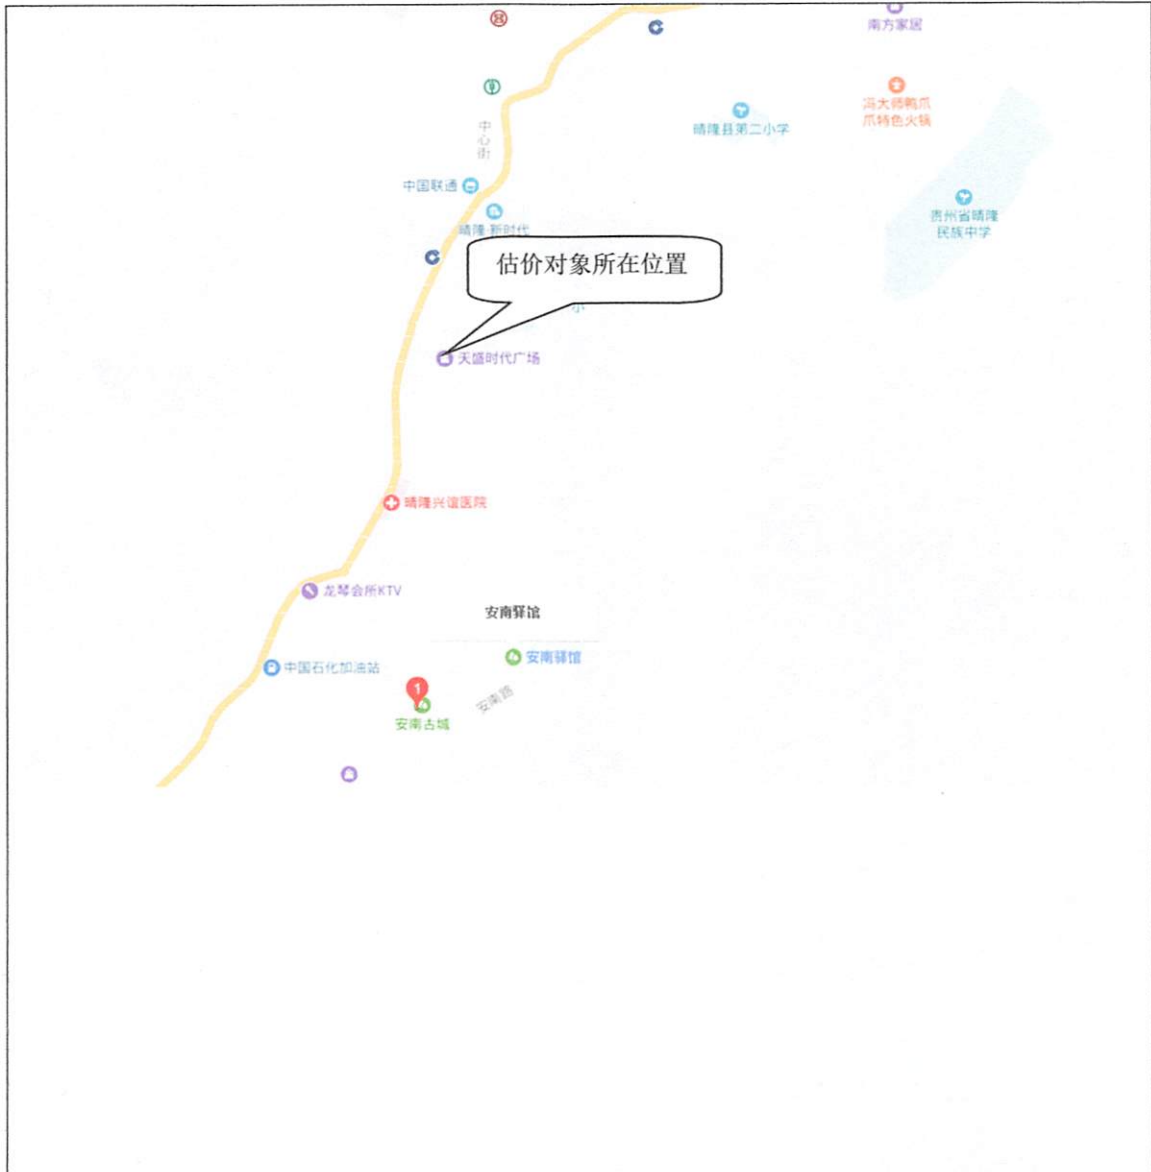 南方家居
冯大师鸭爪
爪特色火锅
晴隆县第二小学
中心街
中国联通
贵州省晴隆
民族中学
晴隆·新时代
估价对象所在位置
小
天盛时代广场
晴隆兴谊医院
龙琴会所KTV
安南驿馆
安南驿馆
中国石化加油站
1
安南路
安南古城